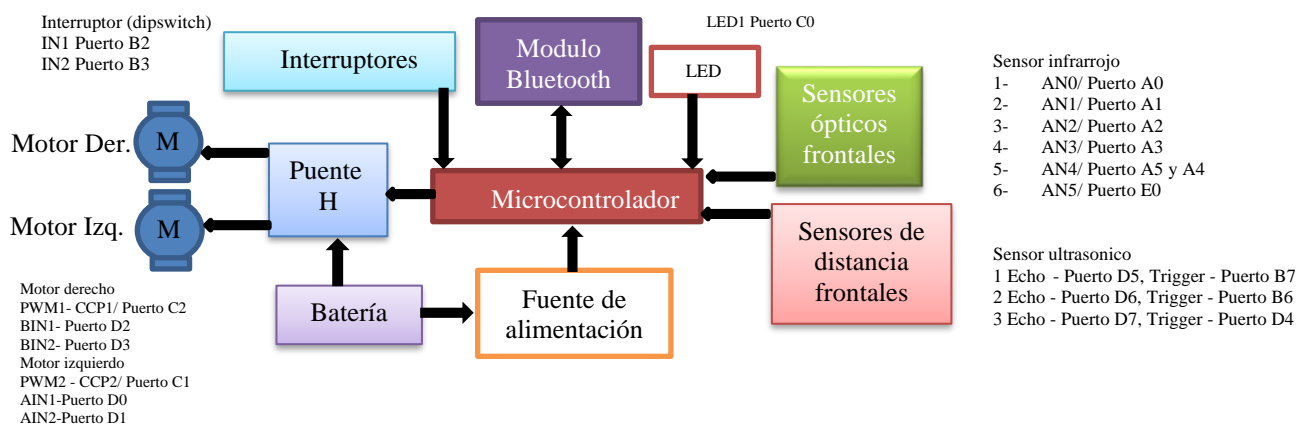 Interruptor (dipswitch)
IN1 Puerto B2
IN2 Puerto B3
Interruptores
Modulo
Bluetooth
LED1 Puerto C0
LED
Sensores
ópticos
frontales
Sensor infrarrojo
1- AN0/ Puerto A0
2- AN1/ Puerto A1
3- AN2/ Puerto A2
4- AN3/ Puerto A3
5- AN4/ Puerto A5 y A4
6- AN5/ Puerto E0
Motor Der.
M
Motor Izq.
M
Puente
H
Microcontrolador
Sensores de
distancia
frontales
Sensor ultrasonico
1 Echo - Puerto D5, Trigger - Puerto B7
2 Echo - Puerto D6, Trigger - Puerto B6
3 Echo - Puerto D7, Trigger - Puerto D4
Batería
Fuente de
alimentación
Motor derecho
PWM1- CCP1/ Puerto C2
BIN1- Puerto D2
BIN2- Puerto D3
Motor izquierdo
PWM2 - CCP2/ Puerto C1
AIN1-Puerto D0
AIN2-Puerto D1